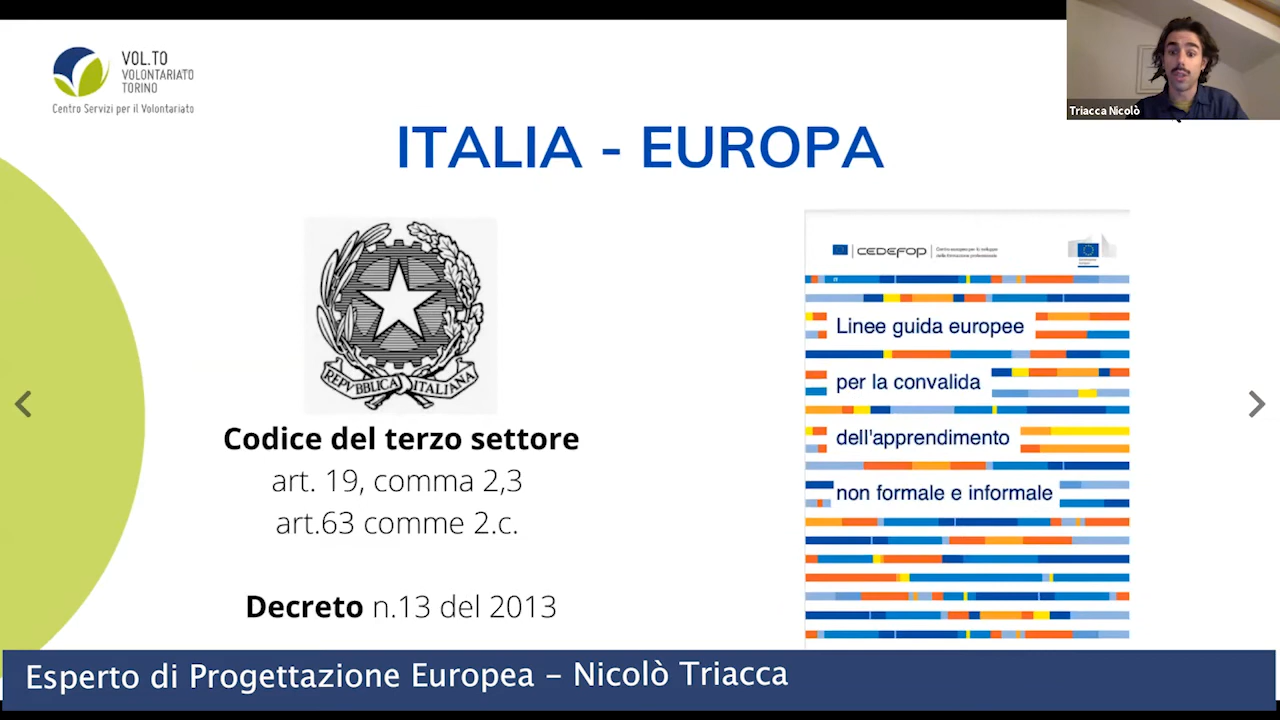 VOL.TO
VOLONTARIATO
TORINO
Centro Servizi per il Volontariato
Triacca Nicolò
ITALIA - EUROPA
REPVBBLICA ITALIANA
Codice del terzo settore
art. 19, comma 2,3
art.63 comme 2.c.
Decreto n.13 del 2013
CEDEFOP
Centro europeo per lo sviluppo
della formazione professionale
Linee guida europee
per la convalida
dell'apprendimento
non formale e informale
Esperto di Progettazione Europea - Nicolò Triacca